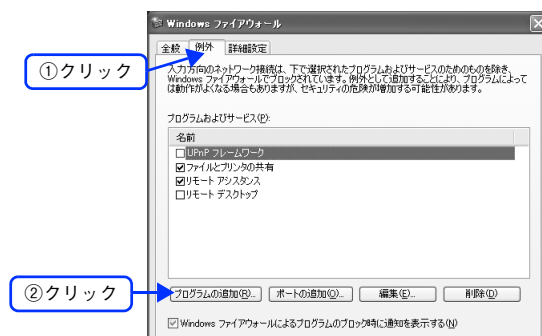 Windows ファイアウォール
全般 例外 詳細設定
①クリック
入力方向のネットワーク接続は、下で選択されたプログラムおよびサービスのためのものを除き、
Windows ファイアウォールでブロックされています。例外として追加することにより、プログラムによって
は動作がよくなる場合もありますが、セキュリティの危険が増加する可能性があります。
プログラムおよびサービス(P):
名前
UPnP フレームワーク
ファイルとプリンタの共有
リモート アシスタンス
リモート デスクトップ
②クリック
プログラムの追加(R)... ポートの追加(O)... 編集(E)... 削除(D)
Windows ファイアウォールによるプログラムのブロック時に通知を表示する(N)